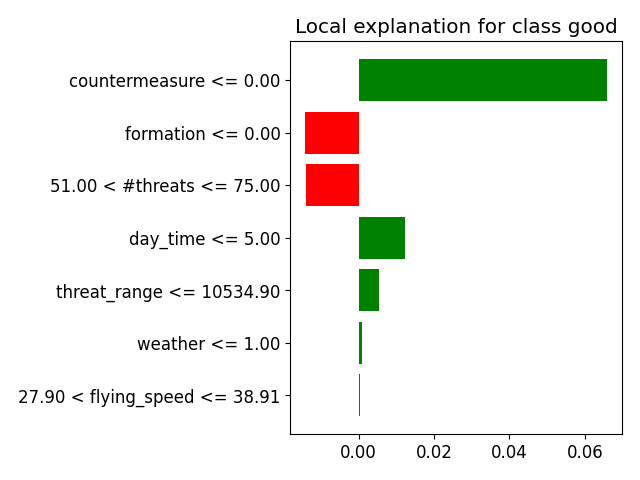 Local explanation for class good
countermeasure <= 0.00
formation <= 0.00
51.00 < #threats <= 75.00
day_time <= 5.00
threat_range <= 10534.90
weather <= 1.00
27.90 < flying_speed <= 38.91
0.00 0.02 0.04 0.06